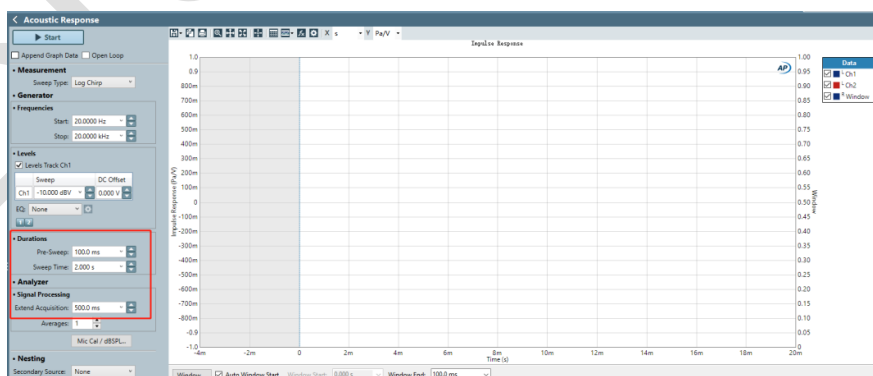 Acoustic Response
Start
Append Graph Data Open Loop
Measurement
Sweep Type: Log Chirp
Generator
Frequencies
Start: 20.0000 Hz
Stop: 20.0000 kHz
Levels
Levels Track Ch1
Sweep DC Offset
Ch1 -10.000 dBV 0.000 V
EQ: None
Durations
Pre-Sweep: 100.0 ms
Sweep Time: 2.000 s
Analyzer
Signal Processing
Extend Acquisition: 500.0 ms
Averages: 1
Mic Cal / dBSPL...
Nesting
Secondary Source: None
X s Y Pa/V
Impulse Response
AP
Impulse Response (Pa/V)
1.0
0.9
800m
700m
600m
500m
400m
300m
200m
100m
0
-100m
-200m
-300m
-400m
-500m
-600m
-700m
-800m
-0.9
-1.0
-4m -2m 0 2m 4m 6m 8m 10m 12m 14m 16m 18m 20m
Time (s)
1.00
0.95
0.90
0.85
0.80
0.75
0.70
0.65
0.60
0.55
0.50
0.45
0.40
0.35
0.30
0.25
0.20
0.15
0.10
0.05
0
Window
Data
L Ch1
L Ch2
R Window
Window Auto Window Start Window Start: 0.000 s Window End: 100.0 ms